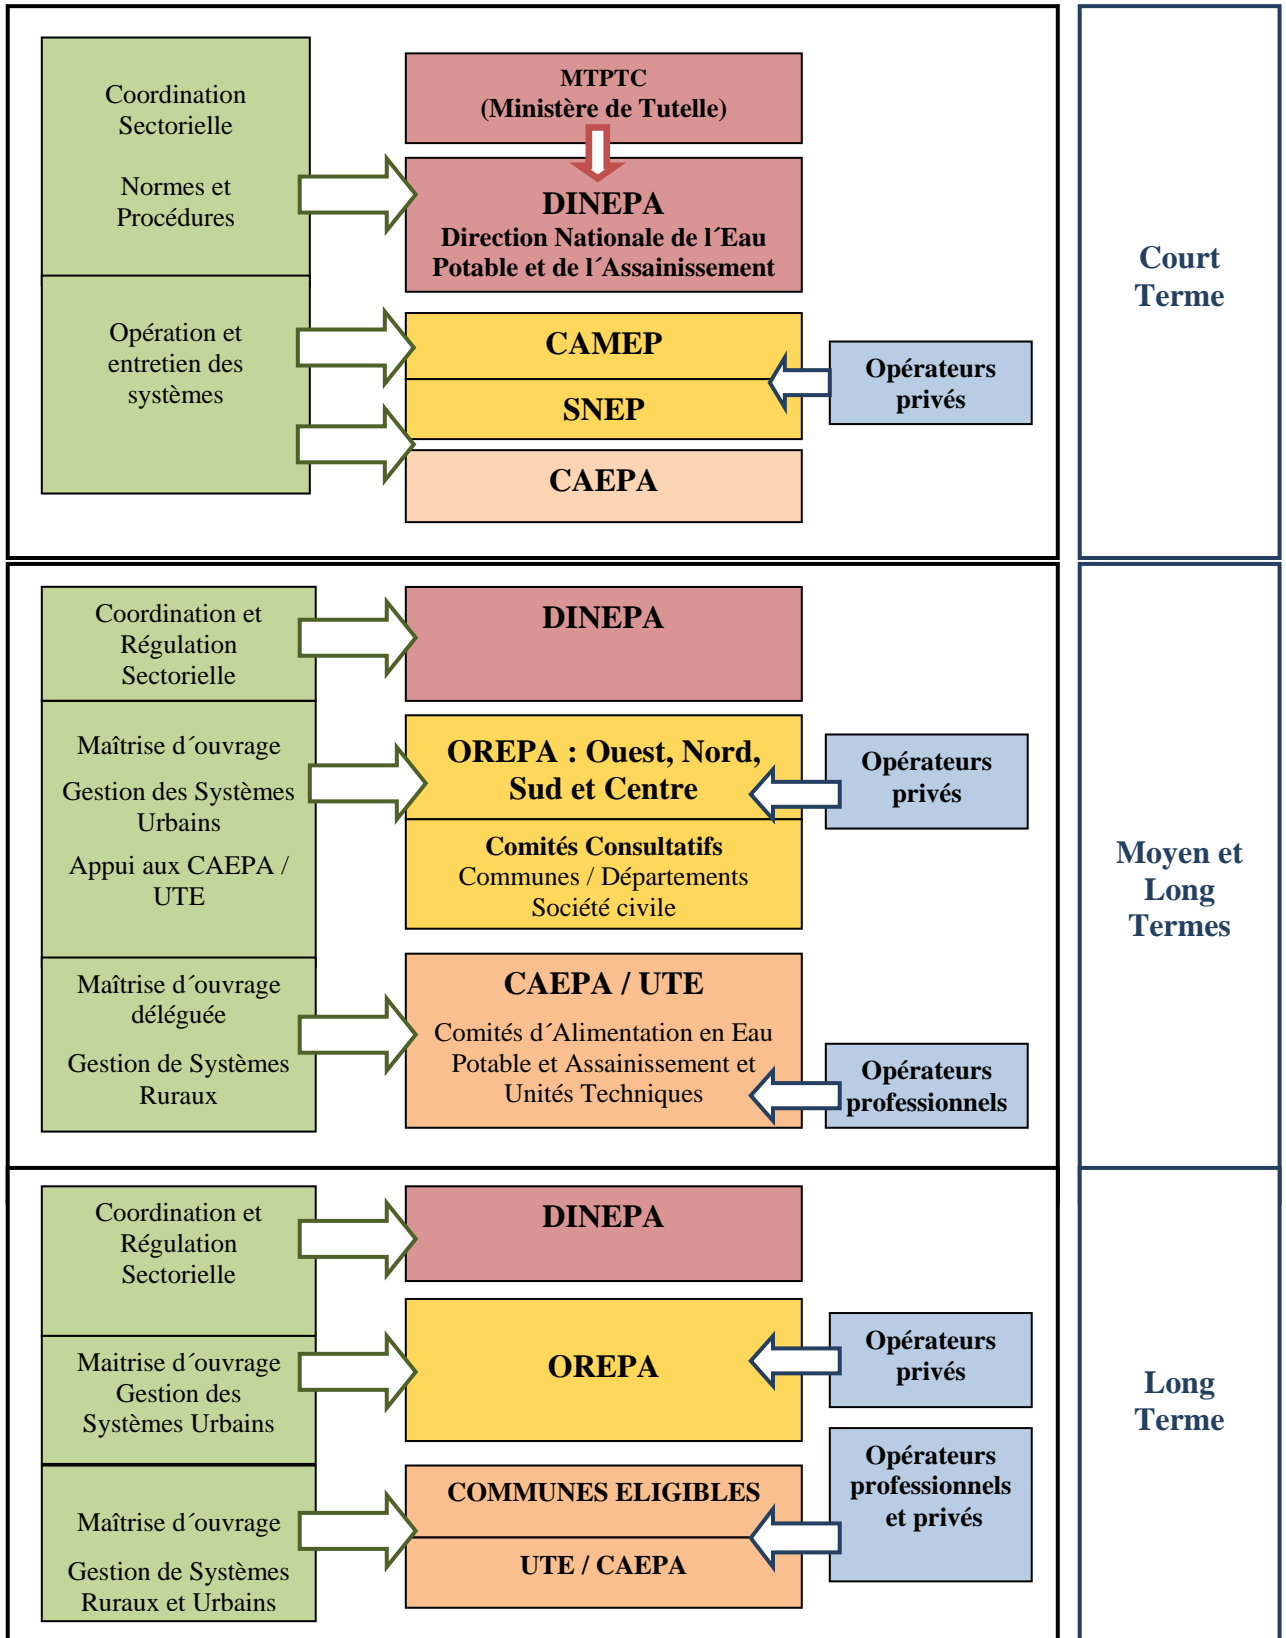 Coordination
Sectorielle
Normes et
Procédures
Opération et
entretien des
systèmes
MTPTC
(Ministère de Tutelle)
DINEPA
Direction Nationale de l´Eau
Potable et de l´Assainissement
CAMEP
SNEP
CAEPA
Opérateurs
privés
Court
Terme
Coordination et
Régulation
Sectorielle
Maîtrise d´ouvrage
Gestion des Systèmes
Urbains
Appui aux CAEPA /
UTE
Maîtrise d´ouvrage
déléguée
Gestion de Systèmes
Ruraux
DINEPA
OREPA : Ouest, Nord,
Sud et Centre
Comités Consultatifs
Communes / Départements
Société civile
CAEPA / UTE
Comités d´Alimentation en Eau
Potable et Assainissement et
Unités Techniques
Opérateurs
privés
Opérateurs
professionnels
Moyen et
Long
Termes
Coordination et
Régulation
Sectorielle
Maitrise d´ouvrage
Gestion des
Systèmes Urbains
Maîtrise d´ouvrage
Gestion de Systèmes
Ruraux et Urbains
DINEPA
OREPA
COMMUNES ELIGIBLES
UTE / CAEPA
Opérateurs
privés
Opérateurs
professionnels
et privés
Long
Terme